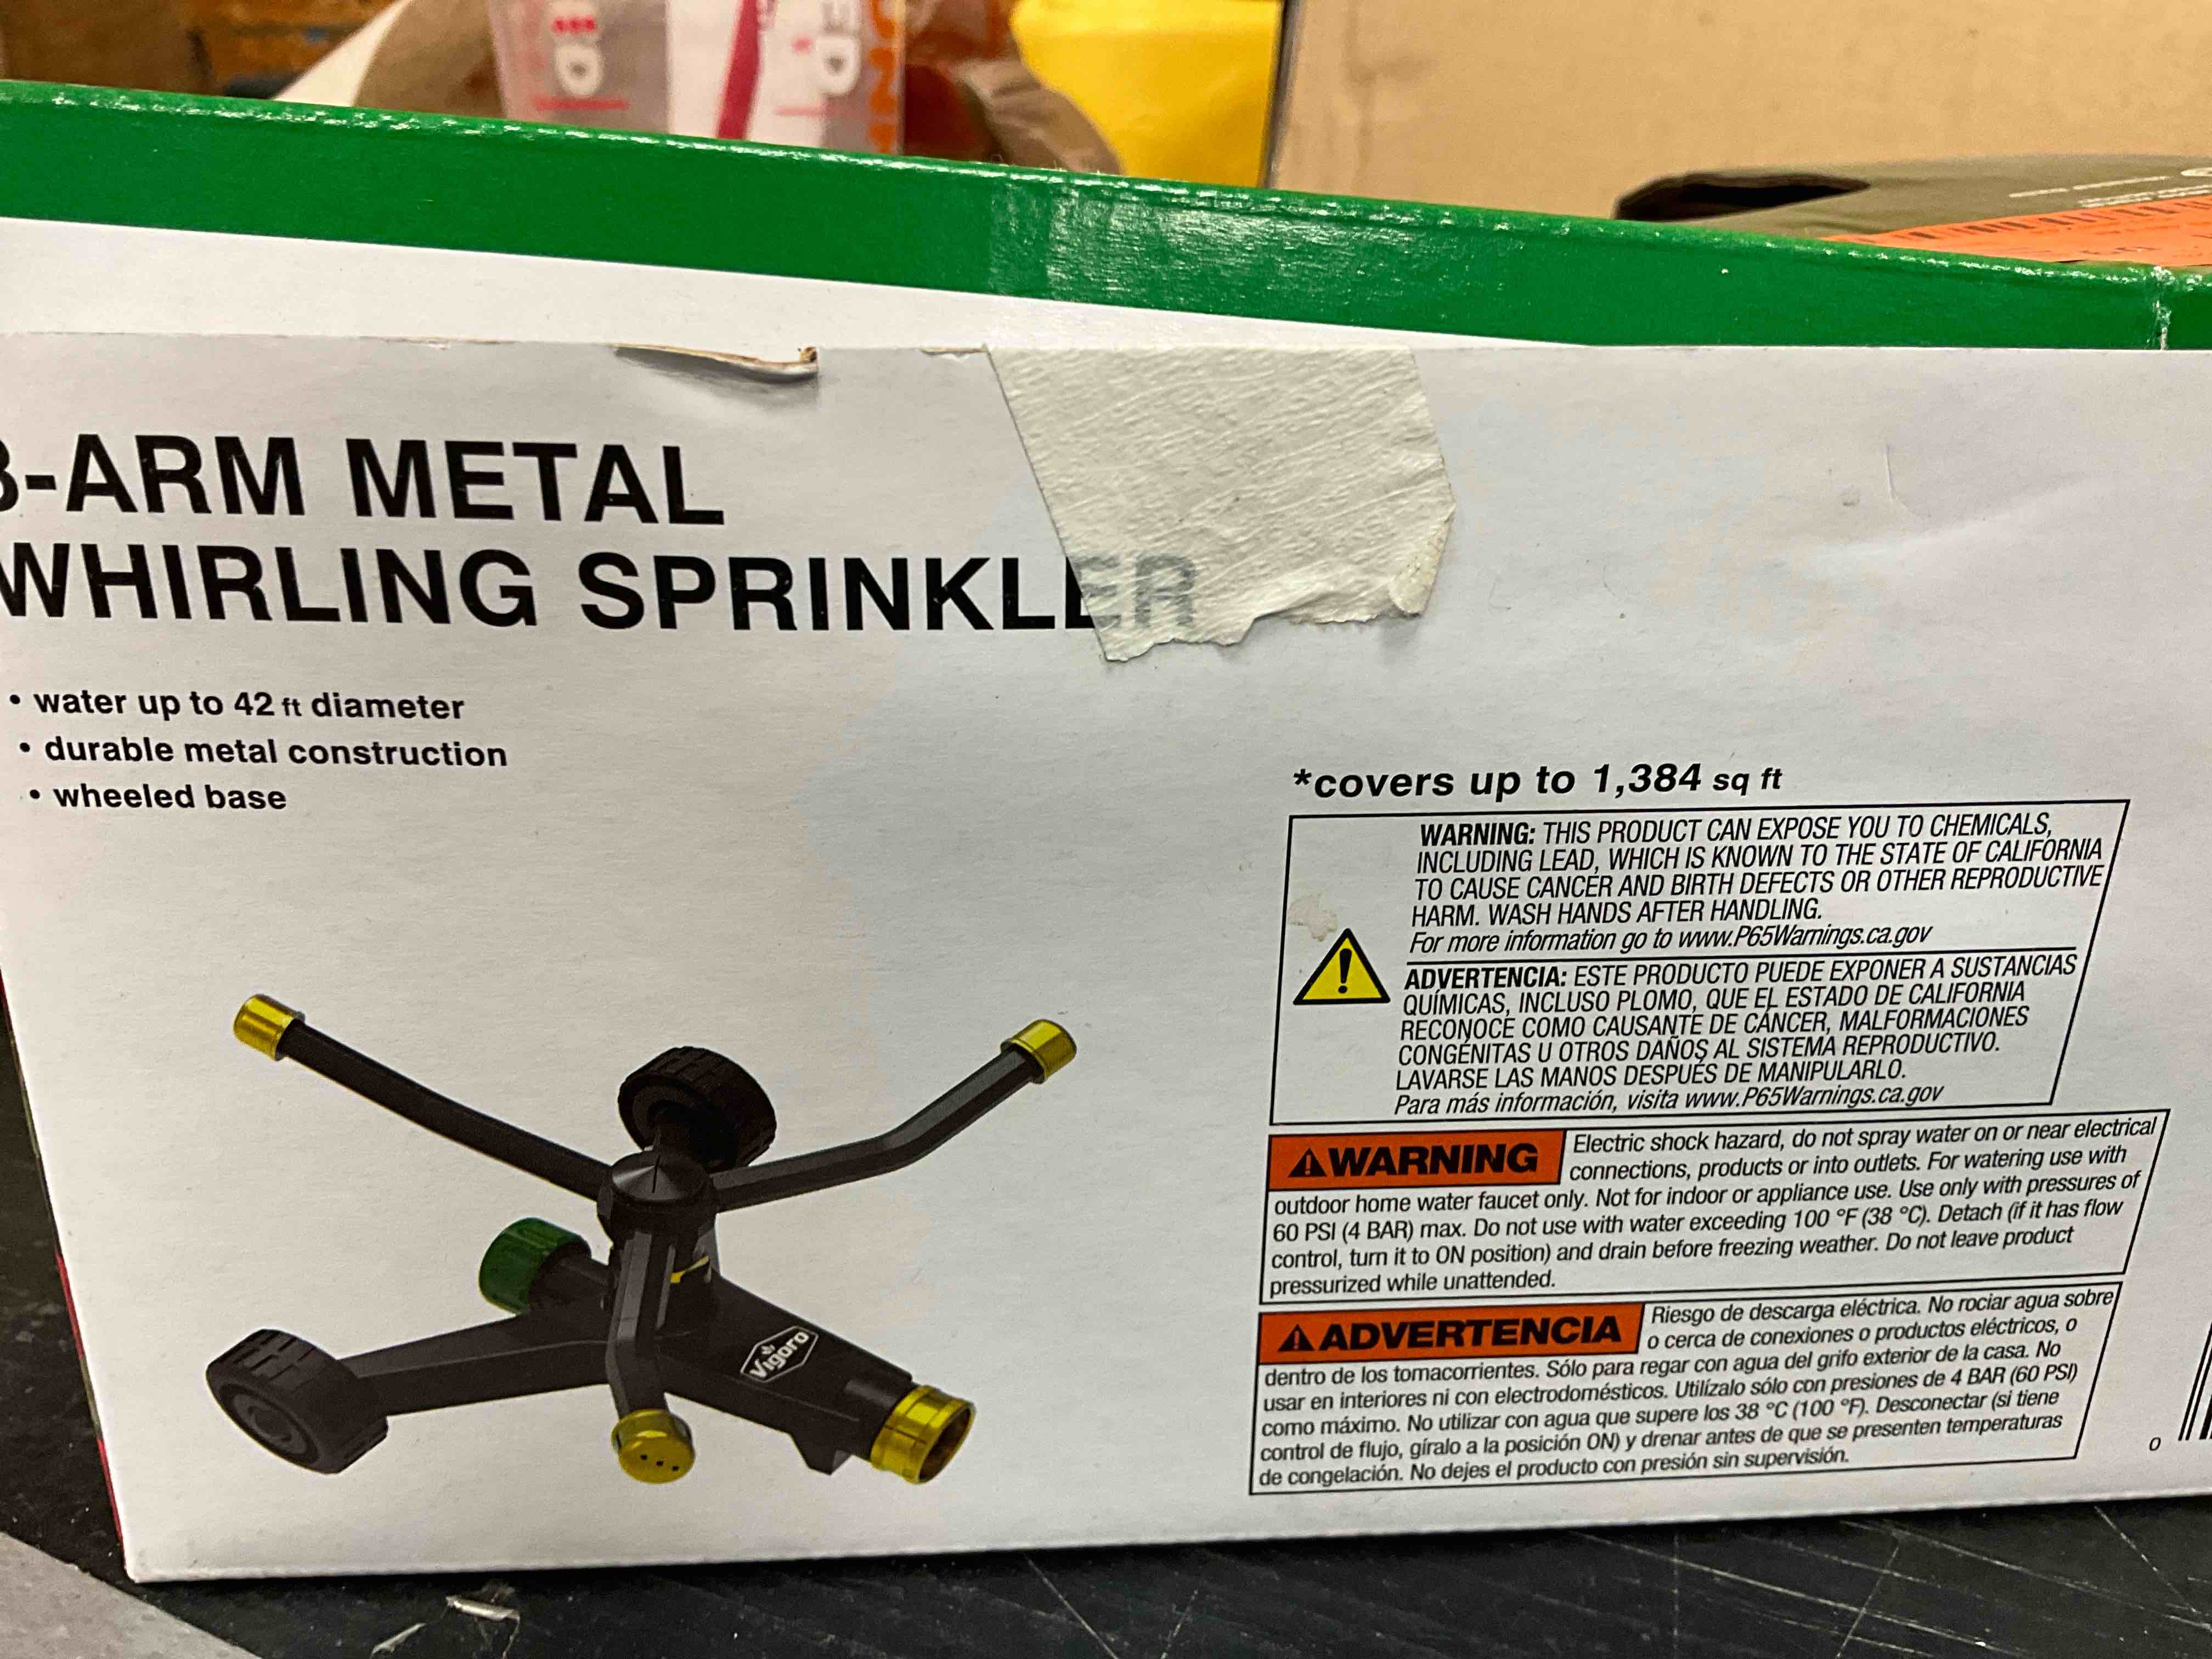 3-ARM METAL
WHIRLING SPRINKLER
• water up to 42 ft diameter
• durable metal construction
• wheeled base
*covers up to 1,384 sq ft
WARNING: THIS PRODUCT CAN EXPOSE YOU TO CHEMICALS,
INCLUDING LEAD, WHICH IS KNOWN TO THE STATE OF CALIFORNIA
TO CAUSE CANCER AND BIRTH DEFECTS OR OTHER REPRODUCTIVE
HARM. WASH HANDS AFTER HANDLING.
For more information go to www.P65Warnings.ca.gov
ADVERTENCIA: ESTE PRODUCTO PUEDE EXPONER A SUSTANCIAS
QUÍMICAS, INCLUSO PLOMO, QUE EL ESTADO DE CALIFORNIA
RECONOCE COMO CAUSANTE DE CÁNCER, MALFORMACIONES
CONGÉNITAS U OTROS DAÑOS AL SISTEMA REPRODUCTIVO.
LAVARSE LAS MANOS DESPUÉS DE MANIPULARLO.
Para más información, visita www.P65Warnings.ca.gov
WARNING Electric shock hazard, do not spray water on or near electrical
connections, products or into outlets. For watering use with
outdoor home water faucet only. Not for indoor or appliance use. Use only with pressures of
60 PSI (4 BAR) max. Do not use with water exceeding 100 °F (38 °C). Detach (if it has flow
control, turn it to ON position) and drain before freezing weather. Do not leave product
pressurized while unattended.
ADVERTENCIA Riesgo de descarga eléctrica. No rociar agua sobre
o cerca de conexiones o productos eléctricos, o
dentro de los tomacorrientes. Sólo para regar con agua del grifo exterior de la casa. No
usar en interiores ni con electrodomésticos. Utilízalo sólo con presiones de 4 BAR (60 PSI)
como máximo. No utilizar con agua que supere los 38 °C (100 °F). Desconectar (si tiene
control de flujo, gíralo a la posición ON) y drenar antes de que se presenten temperaturas
de congelación. No dejes el producto con presión sin supervisión.
Vigoro
0